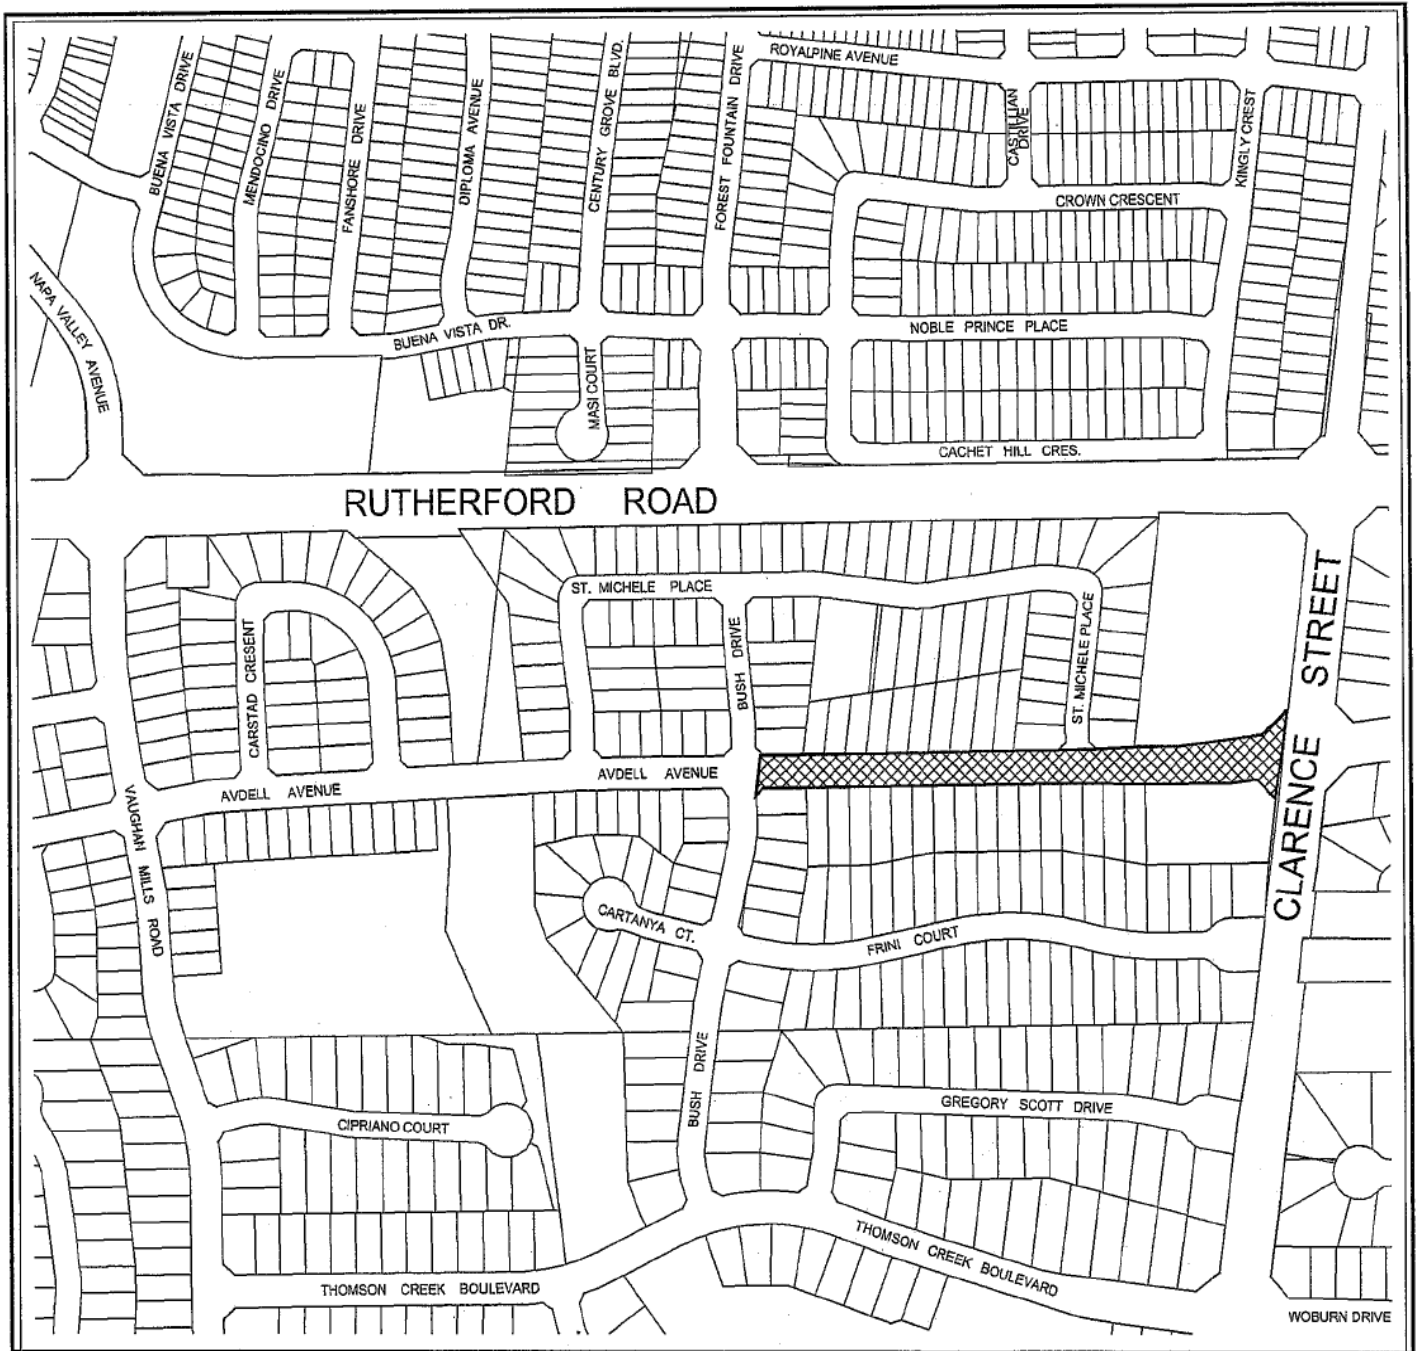 ROYALPINE AVENUE
BUENA VISTA DRIVE
MENDOCINO DRIVE
FANSHORE DRIVE
DIPLOMA AVENUE
CENTURY GROVE BLVD.
FOREST FOUNTAIN DRIVE
CASTILLIAN
DRIVE
KINGLY CREST
CROWN CRESCENT
NAPA VALLEY AVENUE
BUENA VISTA DR.
MASI COURT
NOBLE PRINCE PLACE
CACHET HILL CRES.
RUTHERFORD ROAD
ST. MICHELE PLACE
CARSTAD CRESENT
BUSH DRIVE
ST. MICHELE PLACE
CLARENCE STREET
AVDELL AVENUE
AVDELL AVENUE
VAUGHAN MILLS ROAD
CARTANYA CT.
FRINI COURT
BUSH DRIVE
GREGORY SCOTT DRIVE
CIPRIANO COURT
THOMSON CREEK BOULEVARD
THOMSON CREEK BOULEVARD
WOBURN DRIVE